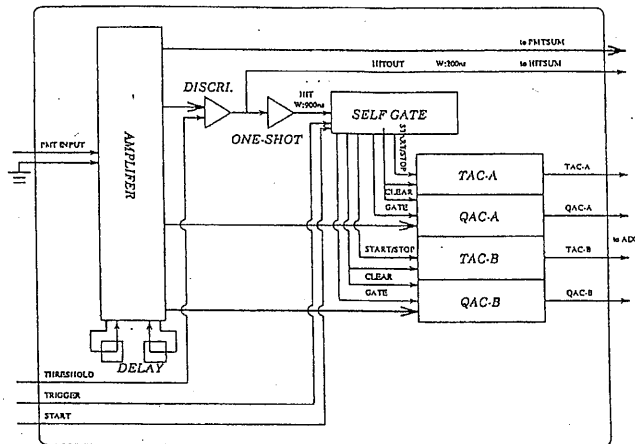 to PMTSUM
HITOUT W:200ns to HITSUM
DISCRI.
HIT
W:900ns
SELF GATE
ONE-SHOT
START/STOP
PMT INPUT
AMPLIFER
TAC-A TAC-A
CLEAR
GATE QAC-A QAC-A
to ADC
START/STOP TAC-B TAC-B
CLEAR
GATE QAC-B QAC-B
DELAY
THRESHOLD
TRIGGER
START